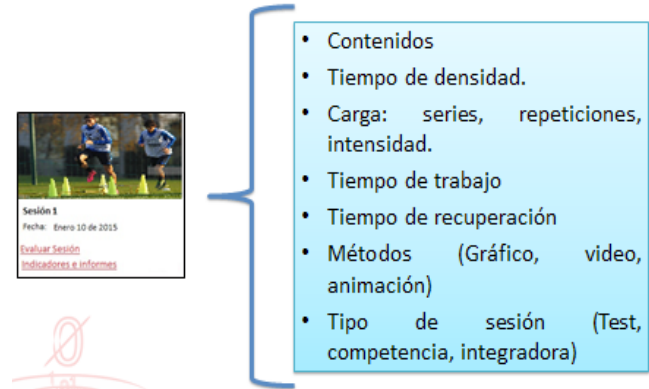 Sesión 1
Fecha: Enero 10 de 2015
Evaluar Sesión
Indicadores e informes
• Contenidos
• Tiempo de densidad.
• Carga: series, repeticiones,
intensidad.
• Tiempo de trabajo
• Tiempo de recuperación
• Métodos (Gráfico, video,
animación)
• Tipo de sesión (Test,
competencia, integradora)